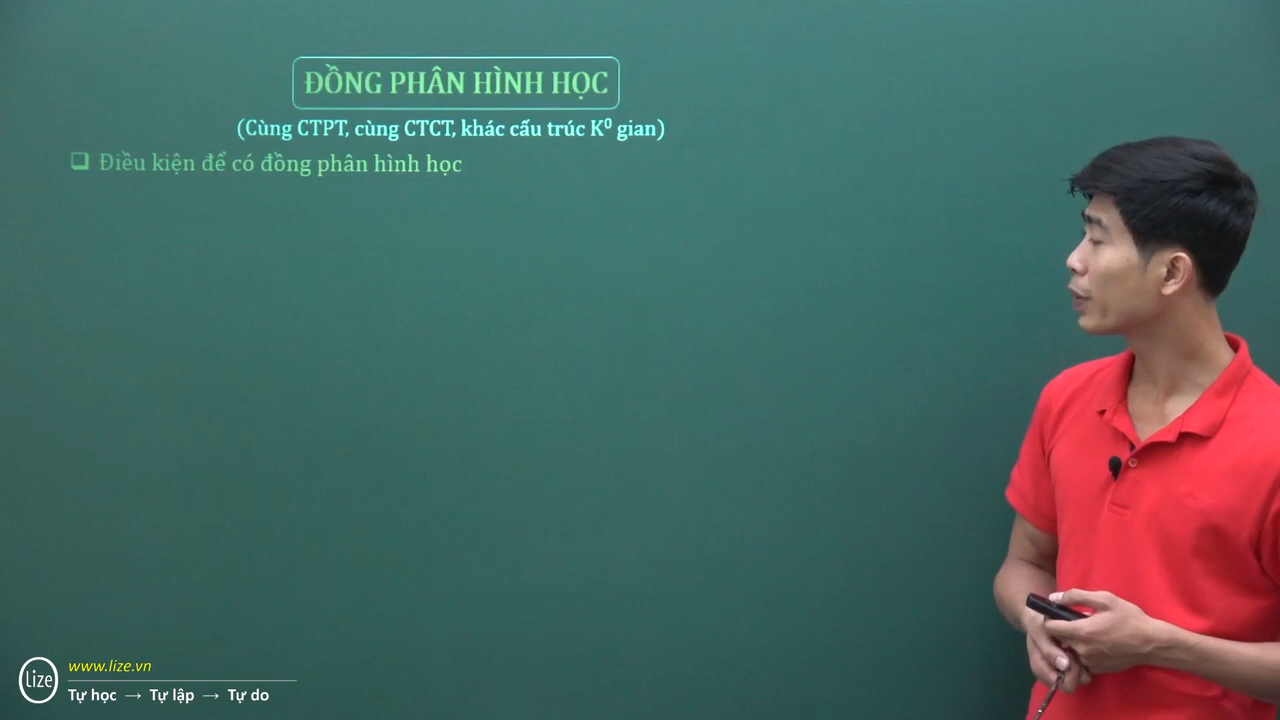 ĐỒNG PHÂN HÌNH HỌC
(Cùng CTPT, cùng CTCT, khác cấu trúc K⁰ gian)
❑ Điều kiện để có đồng phân hình học
lize
www.lize.vn
Tự học → Tự lập → Tự do